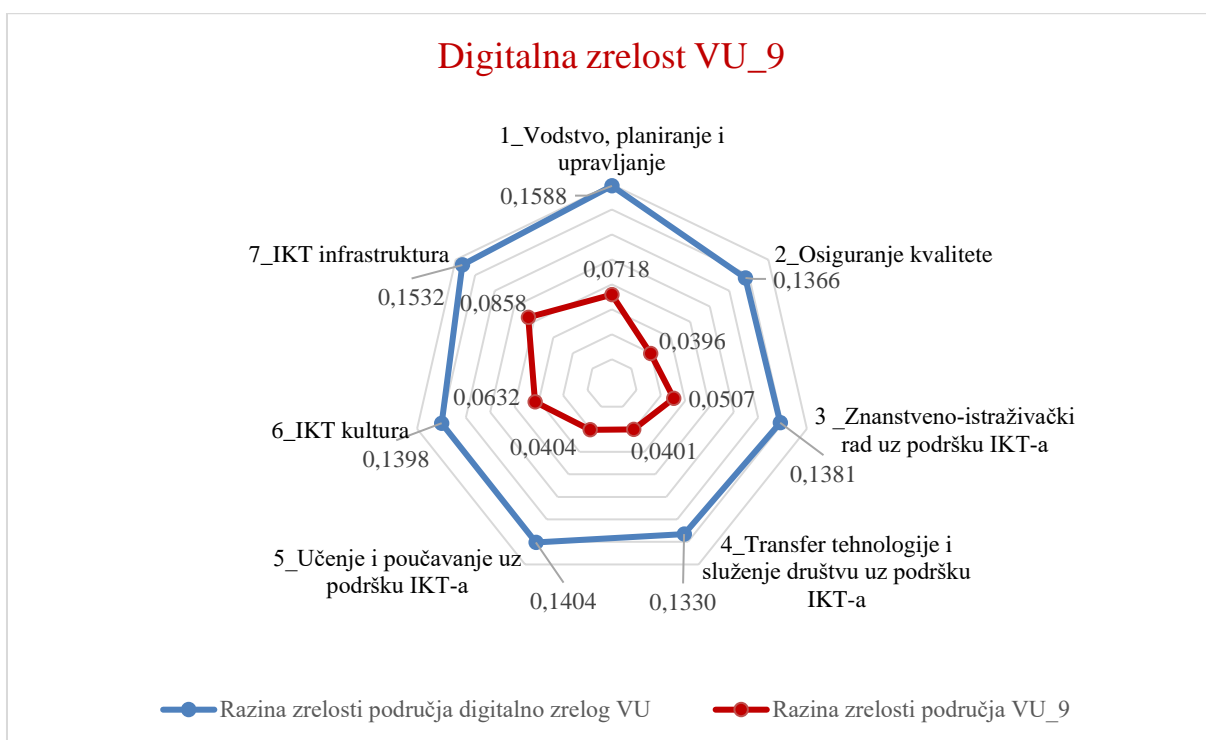 Digitalna zrelost VU_9
1_Vodstvo, planiranje i
upravljanje
0,1588
7_IKT infrastruktura
2_Osiguranje kvalitete
0,0718
0,1366
0,1532
0,0858
0,0396
0,0632
0,0507
6_IKT kultura
3 _Znanstveno-istraživački
rad uz podršku IKT-a
0,1398
0,0404
0,0401
0,1381
5_Učenje i poučavanje uz
podršku IKT-a
4_Transfer tehnologije i
služenje društvu uz podršku
IKT-a
0,1404
0,1330
Razina zrelosti područja digitalno zrelog VU
Razina zrelosti područja VU_9